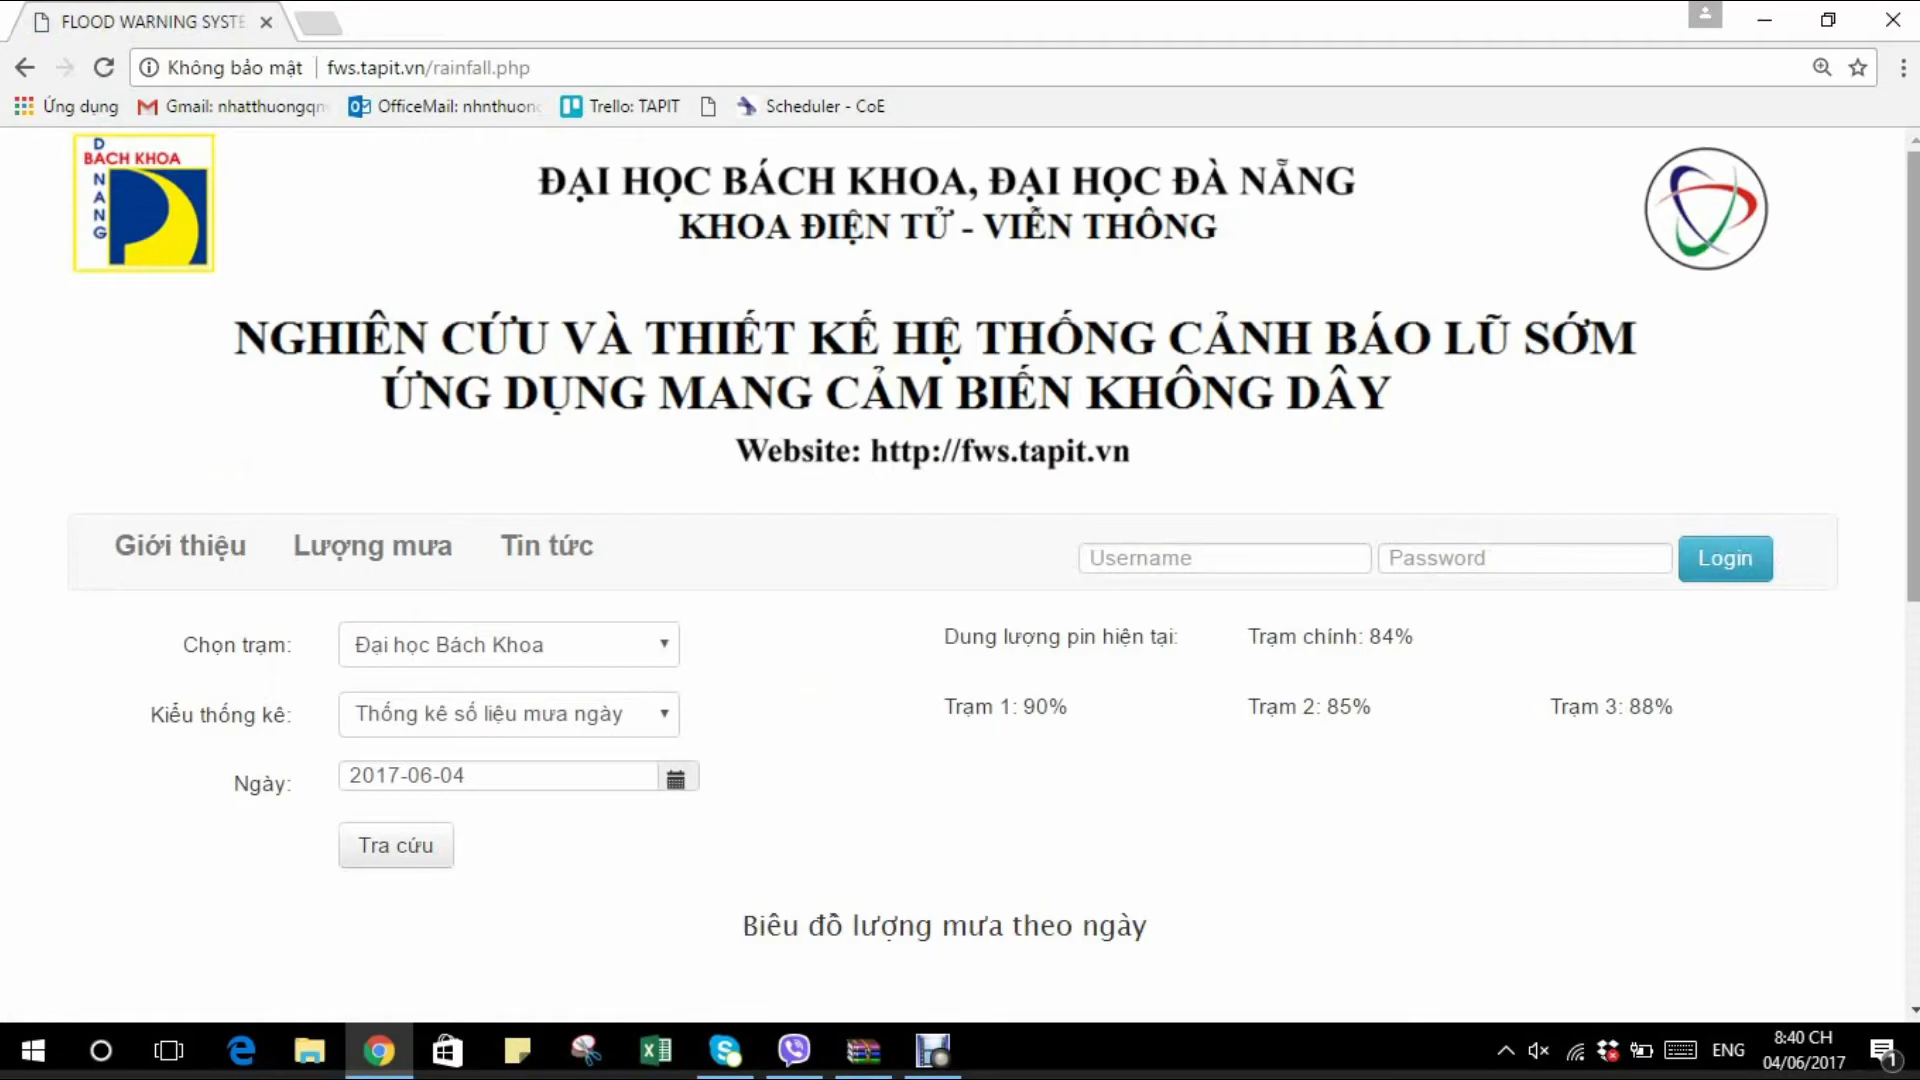 FLOOD WARNING SYSTE
Không bảo mật
fws.tapit.vn/rainfall.php
Ứng dụng
Gmail: nhatthuongqn
OfficeMail: nhnthuong
Trello: TAPIT
Scheduler - CoE
DANANG
BÁCH KHOA
ĐẠI HỌC BÁCH KHOA, ĐẠI HỌC ĐÀ NẴNG
KHOA ĐIỆN TỬ - VIỄN THÔNG
NGHIÊN CỨU VÀ THIẾT KẾ HỆ THỐNG CẢNH BÁO LŨ SỚM
ỨNG DỤNG MANG CẢM BIẾN KHÔNG DÂY
Website: http://fws.tapit.vn
Giới thiệu
Lượng mưa
Tin tức
Username
Password
Login
Chọn trạm:
Đại học Bách Khoa
Dung lượng pin hiện tại:
Trạm chính: 84%
Kiểu thống kê:
Thống kê số liệu mưa ngày
Trạm 1: 90%
Trạm 2: 85%
Trạm 3: 88%
Ngày:
2017-06-04
Tra cứu
Biểu đồ lượng mưa theo ngày
ENG
8:40 CH
04/06/2017
1